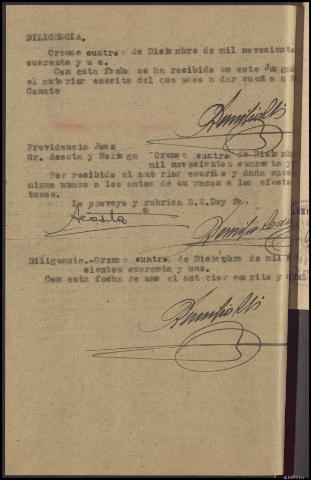 DILIGENCIA.
Orense cuatro de Diciembre de mil novecientos
cuarenta y uno.
Con esta fecha se ha recibido en este Juzgado
el anterior escrito del que paso a dar cuenta a S
Conste
Providencia Juez
Sr. Acosta y Noriega Orense cuatro de Diciembre
mil novecientos cuarenta y
Por recibido el anterior escrito y dada cuenta
mismo unase a los autos de su razon a los efectos
tunos.
Lo proveyo y rubrica S.S. Doy fe
Acosta
Diligencia.-Orense cuatro de Diciembre de mil
cientos cuarenta y uno.
Con esta fecha se une el anterior escrito y